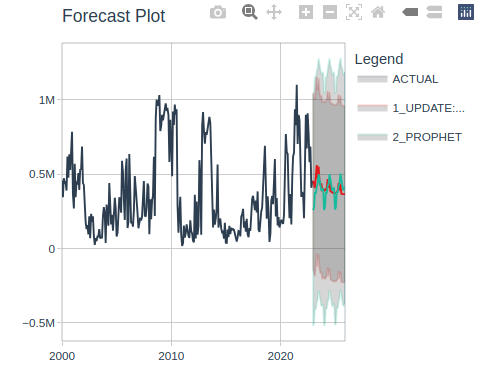 Forecast Plot
Legend
ACTUAL
1_UPDATE:...
2_PROPHET
1M
0.5M
0
−0.5M
2000
2010
2020